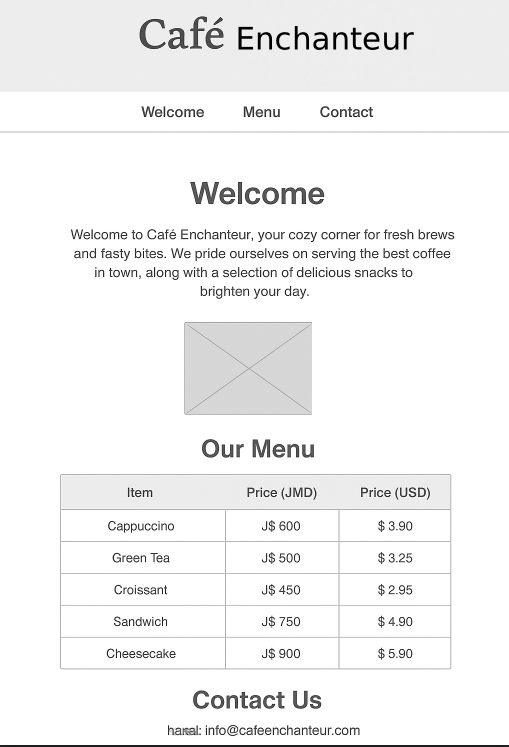 Café Enchanteur
Welcome Menu Contact
Welcome
Welcome to Café Enchanteur, your cozy corner for fresh brews
and fasty bites. We pride ourselves on serving the best coffee
in town, along with a selection of delicious snacks to
brighten your day.
Our Menu
Item Price (JMD) Price (USD)
Cappuccino J$ 600 $ 3.90
Green Tea J$ 500 $ 3.25
Croissant J$ 450 $ 2.95
Sandwich J$ 750 $ 4.90
Cheesecake J$ 900 $ 5.90
Contact Us
info@cafeenchanteur.com